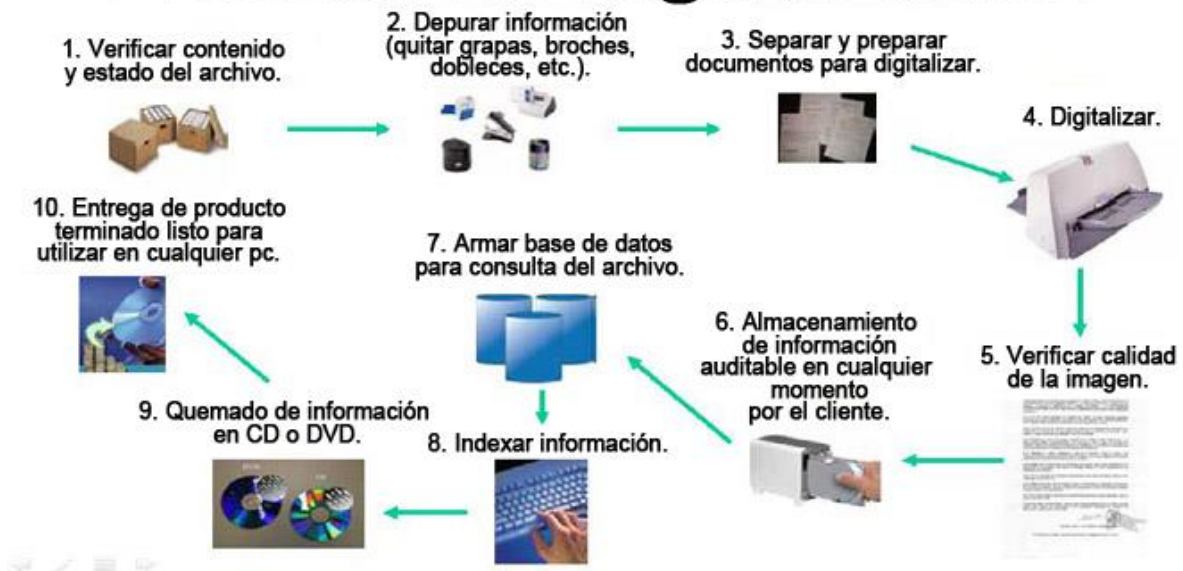 1. Verificar contenido
y estado del archivo.
2. Depurar información
(quitar grapas, broches,
dobleces, etc.).
3. Separar y preparar
documentos para digitalizar.
4. Digitalizar.
5. Verificar calidad
de la imagen.
6. Almacenamiento
de información
auditable en cualquier
momento
por el cliente.
7. Armar base de datos
para consulta del archivo.
8. Indexar información.
9. Quemado de información
en CD o DVD.
10. Entrega de producto
terminado listo para
utilizar en cualquier pc.